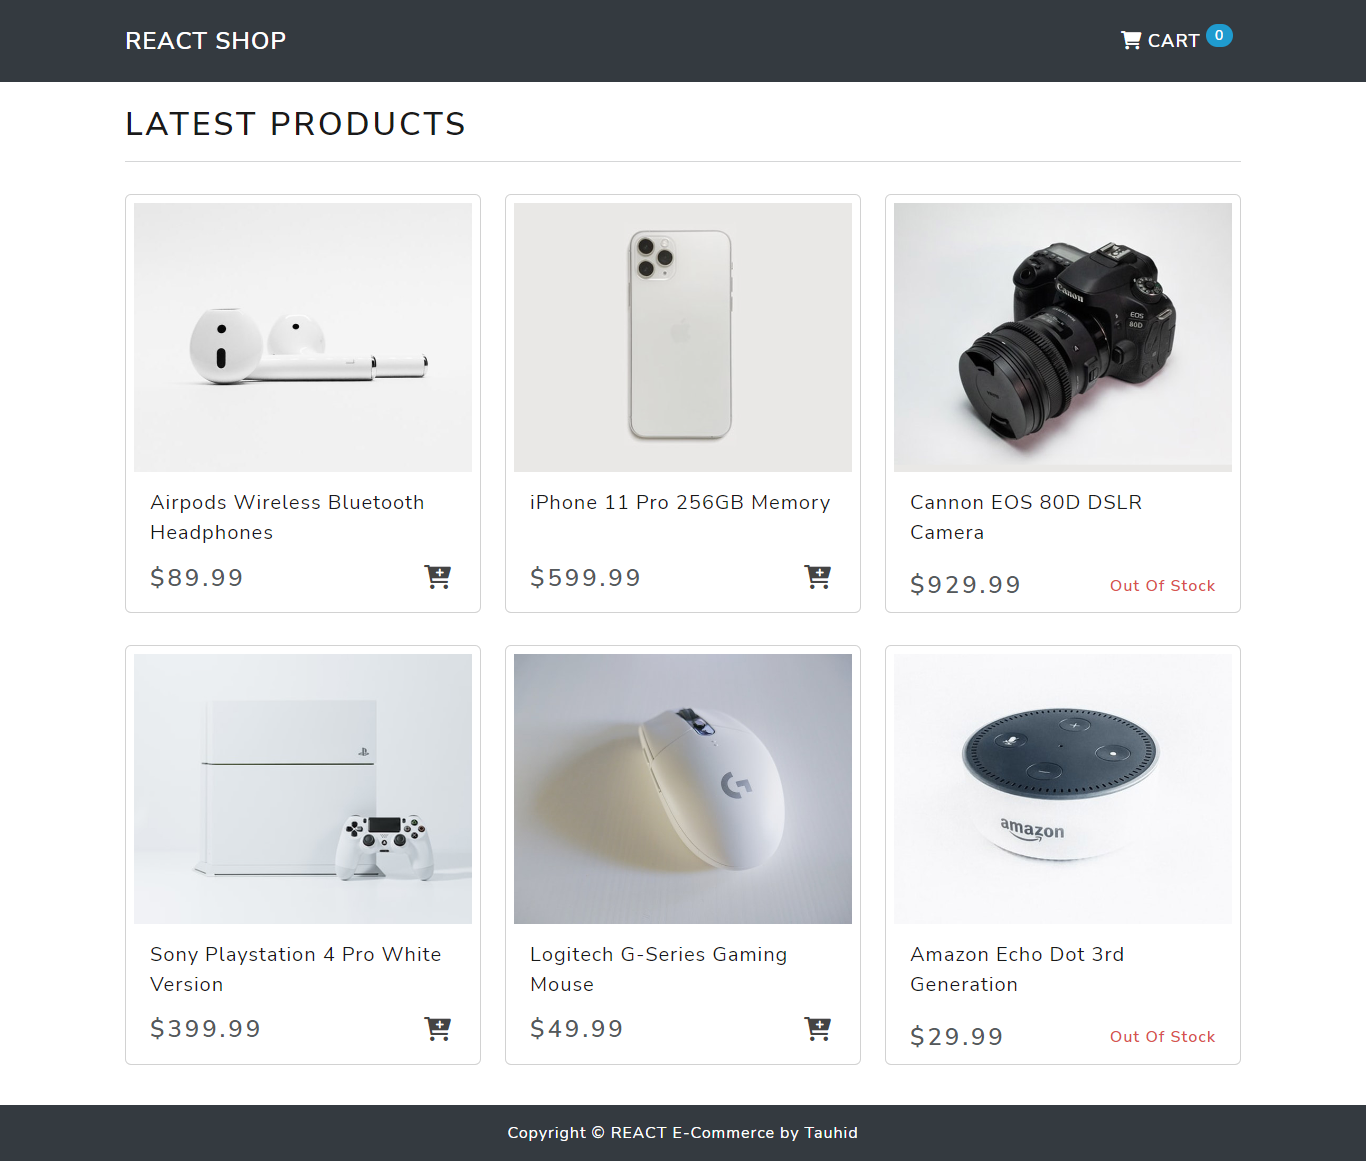 REACT SHOP
CART 0
LATEST PRODUCTS
Canon
EOS
80D
Airpods Wireless Bluetooth
Headphones
$89.99
iPhone 11 Pro 256GB Memory
$599.99
Cannon EOS 80D DSLR
Camera
$929.99
Out Of Stock
amazon
Sony Playstation 4 Pro White
Version
$399.99
Logitech G-Series Gaming
Mouse
$49.99
Amazon Echo Dot 3rd
Generation
$29.99
Out Of Stock
Copyright © REACT E-Commerce by Tauhid